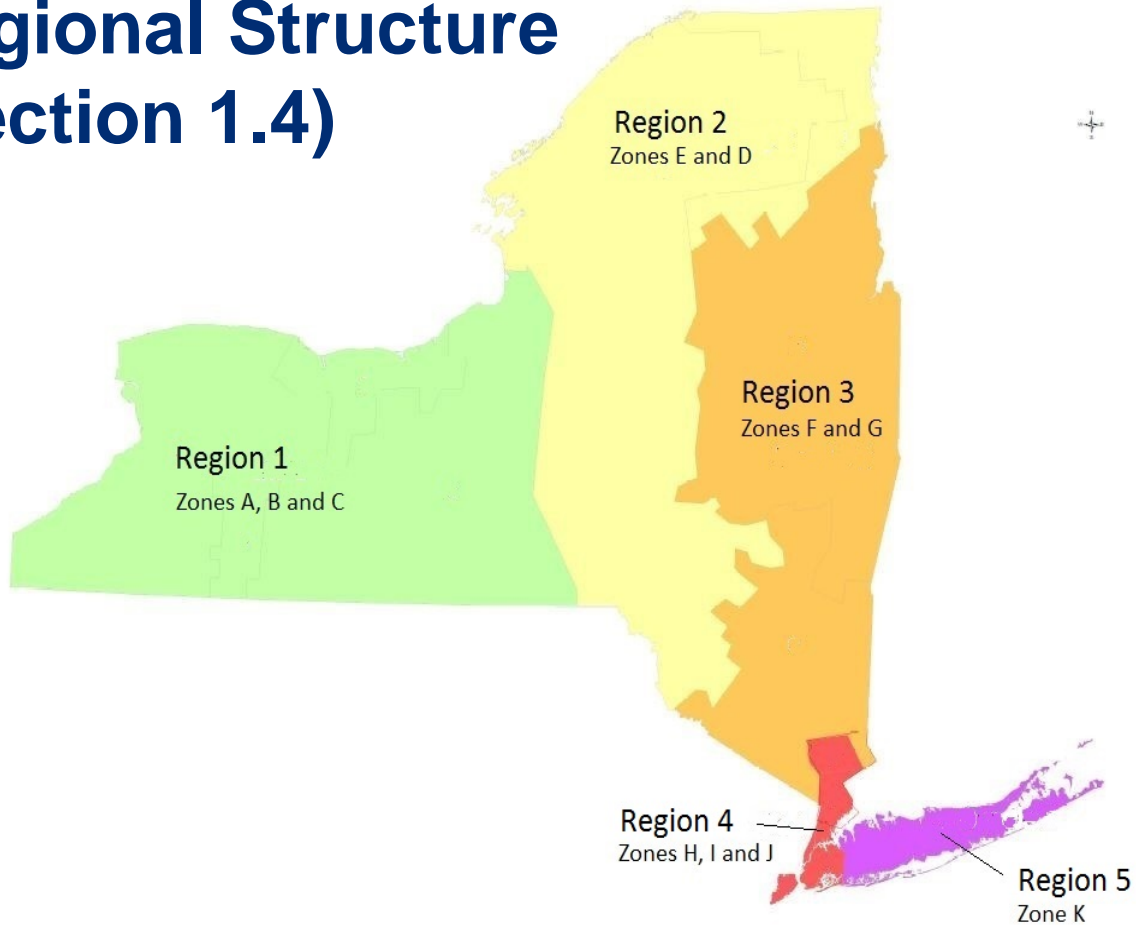 gional Structure
ection 1.4)
Region 2
Zones E and D
Region 3
Zones F and G
Region 1
Zones A, B and C
Region 4
Zones H, I and J
Region 5
Zone K